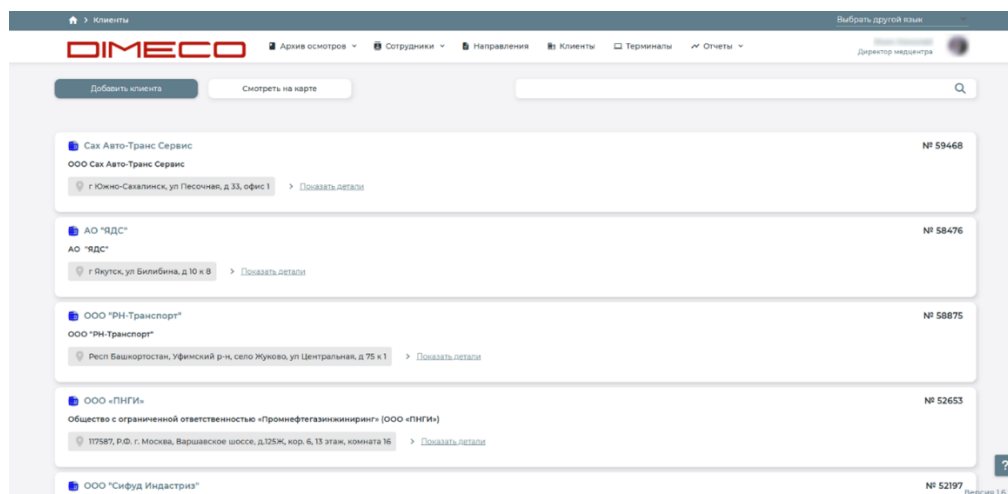 Клиенты
Выбрать другой язык
DIMECO
Архив осмотров
Сотрудники
Направления
Клиенты
Терминалы
Отчеты
Директор медцентра
Добавить клиента
Смотреть на карте
Сах Авто-Транс Сервис
№ 59468
ООО Сах Авто-Транс Сервис
г Южно-Сахалинск, ул Песочная, д 33, офис 1 > Показать детали
АО "ЯДС"
№ 58476
АО "ЯДС"
г Якутск, ул Билибина, д 10 к 8 > Показать детали
ООО "РН-Транспорт"
№ 58875
ООО "РН-Транспорт"
Респ Башкортостан, Уфимский р-н, село Жуково, ул Центральная, д 75 к 1 > Показать детали
ООО «ПНГИ»
№ 52653
Общество с ограниченной ответственностью «Промнефтегазинжиниринг» (ООО «ПНГИ»)
117587, Р.Ф. г. Москва, Варшавское шоссе, д.125Ж, кор. 6, 13 этаж, комната 16 > Показать детали
ООО "Сифуд Индастриз"
№ 52197
?
Версия 1.6